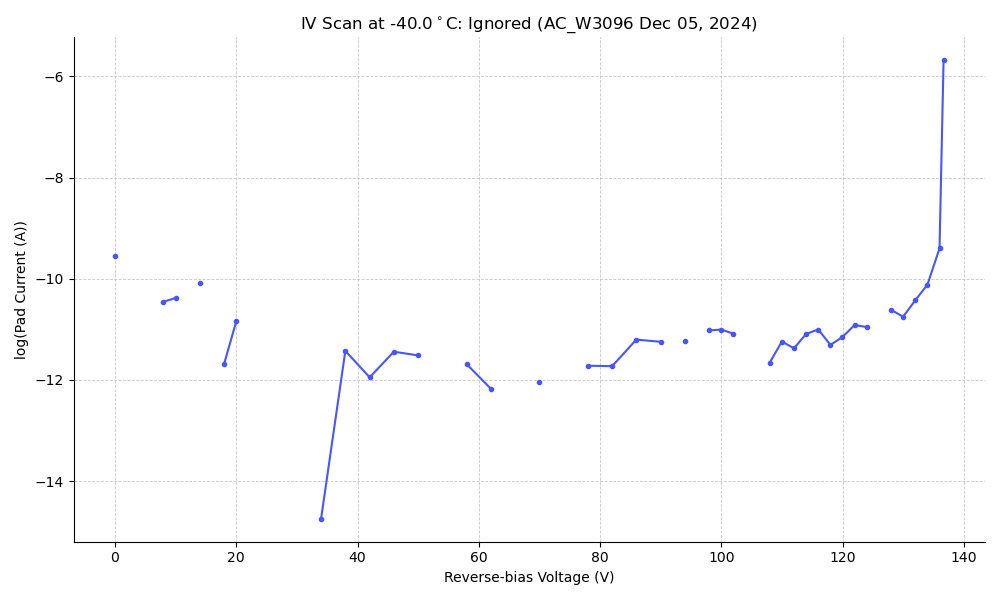 IV Scan at -40.0°C: Ignored (AC_W3096 Dec 05, 2024)
log(Pad Current (A))
−6
−8
−10
−12
−14
0 20 40 60 80 100 120 140
Reverse-bias Voltage (V)